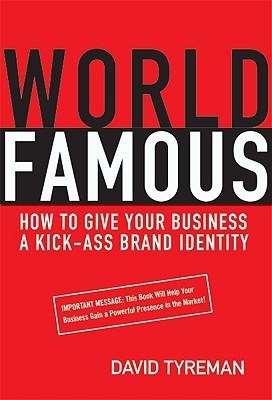 WORLD
FAMOUS
HOW TO GIVE YOUR BUSINESS
A KICK-ASS BRAND IDENTITY
IMPORTANT MESSAGE: This Book Will Help Your
Business Gain a Powerful Presence in the Market!
DAVID TYREMAN